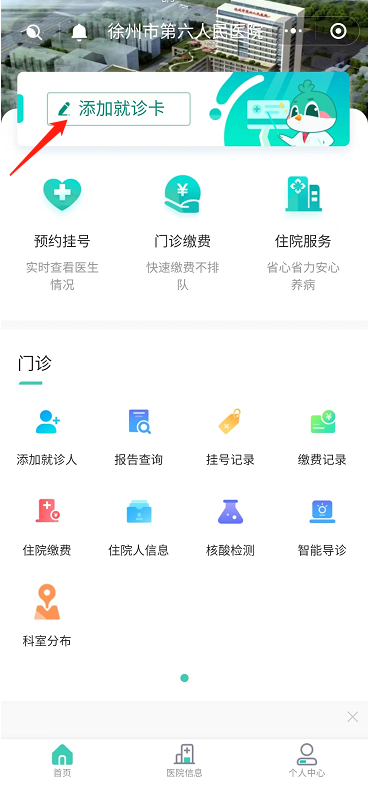 徐州市第六人民医院
添加就诊卡
预约挂号
门诊缴费
住院服务
实时查看医生
情况
快速缴费不排
队
省心省力安心
养病
门诊
添加就诊人
报告查询
挂号记录
缴费记录
住院缴费
住院人信息
核酸检测
智能导诊
科室分布
首页
医院信息
个人中心